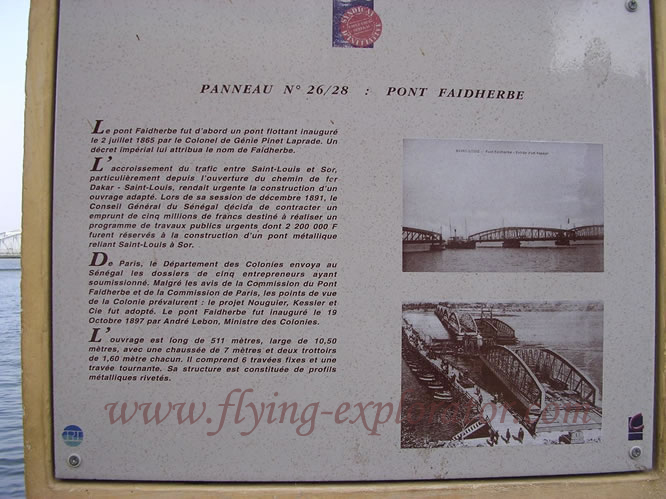 SYNDICAT
PANNEAU N° 26/28 : PONT FAIDHERBE
Le pont Faidherbe fut d'abord un pont flottant inauguré
le 2 juillet 1865 par le Colonel de Génie Pinet Laprade. Un
décret impérial lui attribua le nom de Faidherbe.
L'accroissement du trafic entre Saint-Louis et Sor,
particulièrement depuis l'ouverture du chemin de fer
Dakar - Saint-Louis, rendait urgente la construction d'un
ouvrage adapté. Lors de sa session de décembre 1891, le
Conseil Général du Sénégal décida de contracter un
emprunt de cinq millions de francs destiné à réaliser un
programme de travaux publics urgents dont 2 200 000 F
furent réservés à la construction d'un pont métallique
reliant Saint-Louis à Sor.
De Paris, le Département des Colonies envoya au
Sénégal les dossiers de cinq entrepreneurs ayant
soumissionné. Malgré les avis de la Commission du Pont
Faidherbe et de la Commission de Paris, les points de vue
de la Colonie prévalurent : le projet Nouguier, Kessler et
Cie fut adopté. Le pont Faidherbe fut inauguré le 19
Octobre 1897 par André Lebon, Ministre des Colonies.
L'ouvrage est long de 511 mètres, large de 10,50
mètres, avec une chaussée de 7 mètres et deux trottoirs
de 1,60 mètre chacun. Il comprend 6 travées fixes et une
travée tournante. Sa structure est constituée de profils
métalliques rivetés.
SAINT-LOUIS - Pont Faidherbe
www.flying-explorator.com